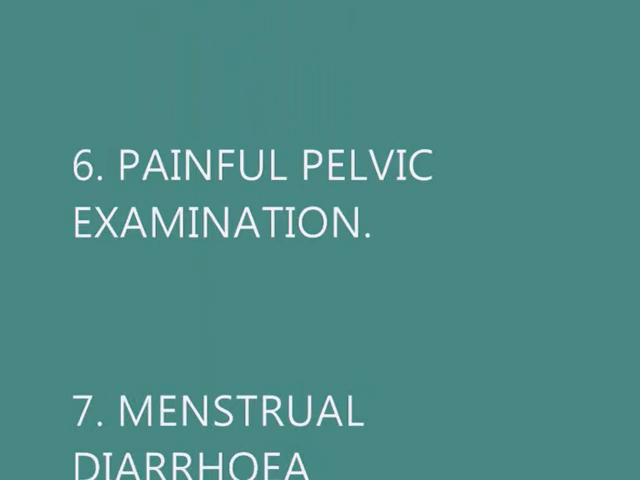 6. PAINFUL PELVIC
EXAMINATION.
7. MENSTRUAL
DIARRHOEA